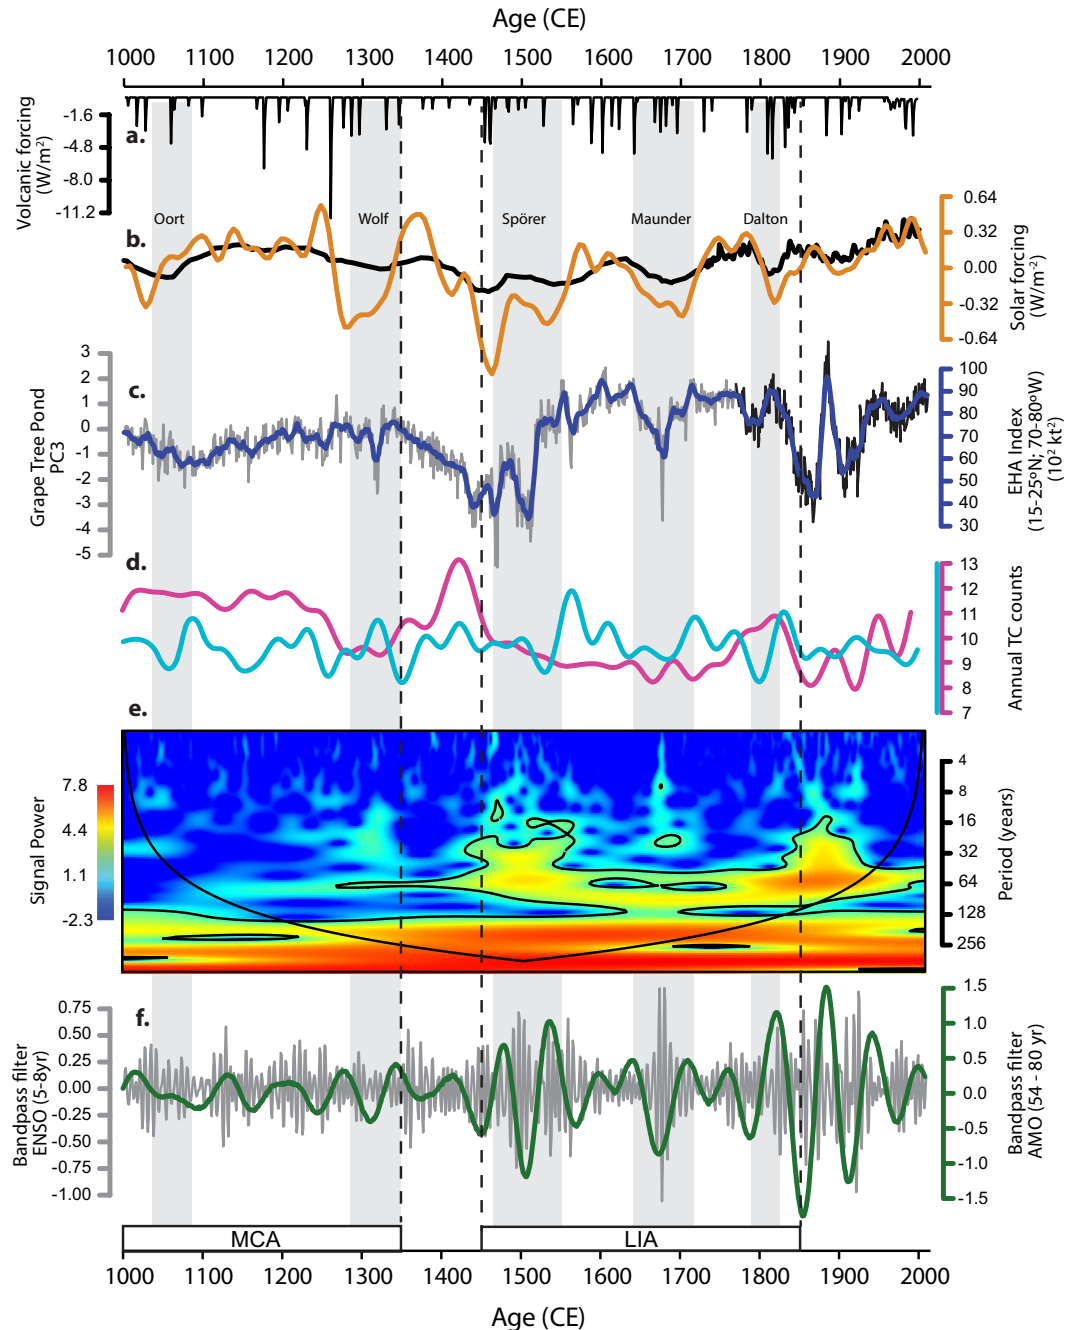 Age (CE)
1000 1100 1200 1300 1400 1500 1600 1700 1800 1900 2000
a.
Volcanic forcing
(W/m²)
-1.6
-4.8
-8.0
-11.2
Oort
Wolf
Spörer
Maunder
Dalton
b.
0.64
0.32
0.00
-0.32
-0.64
Solar forcing
(W/m⁻²)
c.
Grape Tree Pond
PC3
3
2
1
0
-1
-2
-3
-4
-5
100
90
80
70
60
50
40
30
EHA Index
(15-25ºN; 70-80ºW)
(10² kt²)
d.
13
12
11
10
9
8
7
Annual TC counts
e.
Signal Power
7.8
4.4
1.1
-2.3
4
8
16
32
64
128
256
Period (years)
f.
Bandpass filter
ENSO (5-8yr)
0.75
0.50
0.25
0.00
-0.25
-0.50
-0.75
-1.00
1.5
1.0
0.5
0.0
-0.5
-1.0
-1.5
Bandpass filter
AMO (54 - 80 yr)
MCA
LIA
1000 1100 1200 1300 1400 1500 1600 1700 1800 1900 2000
Age (CE)